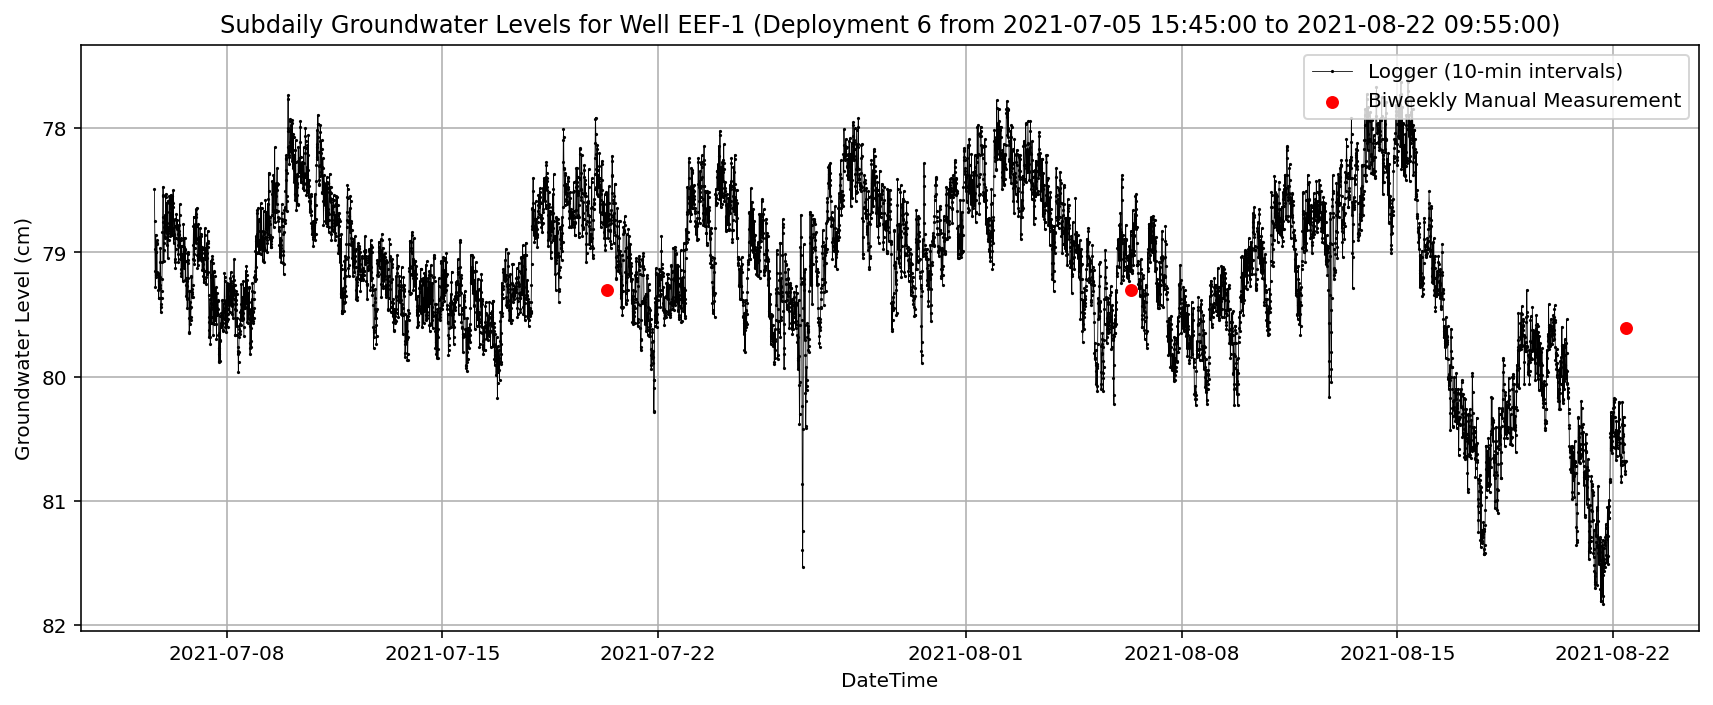 Subdaily Groundwater Levels for Well EEF-1 (Deployment 6 from 2021-07-05 15:45:00 to 2021-08-22 09:55:00)
Logger (10-min intervals)
Biweekly Manual Measurement
78
79
80
81
82
Groundwater Level (cm)
2021-07-08
2021-07-15
2021-07-22
2021-08-01
2021-08-08
2021-08-15
2021-08-22
DateTime